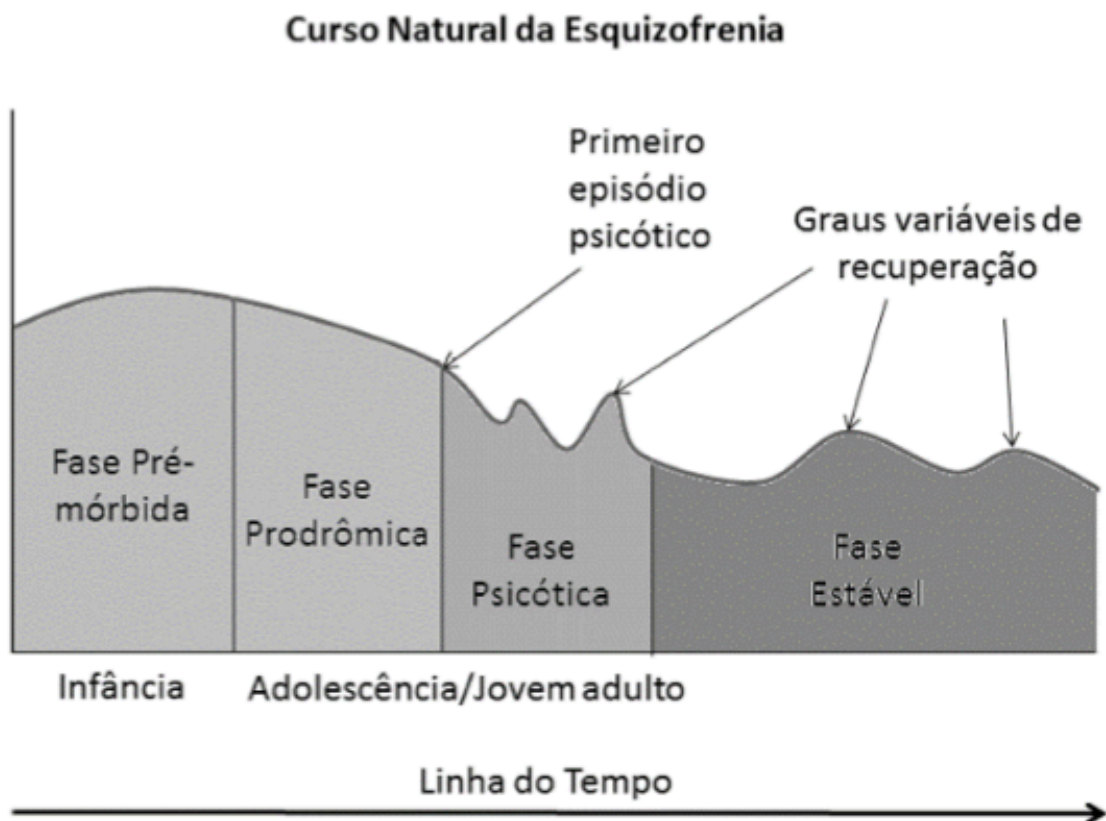 Curso Natural da Esquizofrenia
Primeiro
episódio
psicótico
Graus variáveis de
recuperação
Fase Pré-
mórbida
Fase
Prodrômica
Fase
Psicótica
Fase
Estável
Infância
Adolescência/Jovem adulto
Linha do Tempo